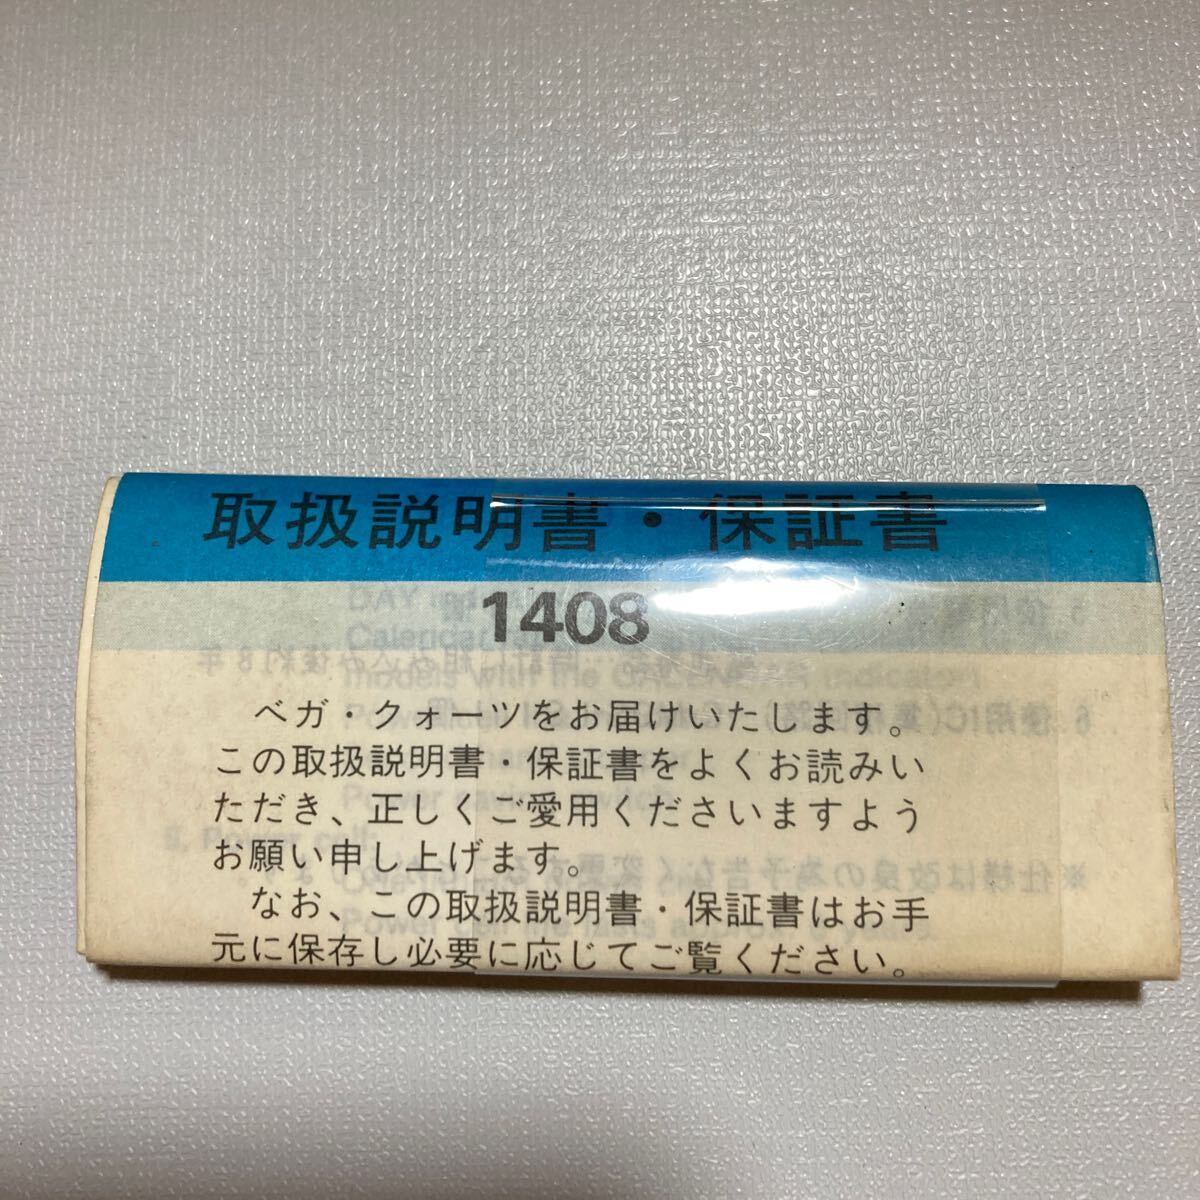 取扱説明書・保証書
1408
ベガ・クォーツをお届けいたします。
この取扱説明書・保証書をよくお読みい
ただき、正しくご愛用くださいますよう
お願い申し上げます。
なお、この取扱説明書・保証書はお手
元に保存し必要に応じてご覧ください。